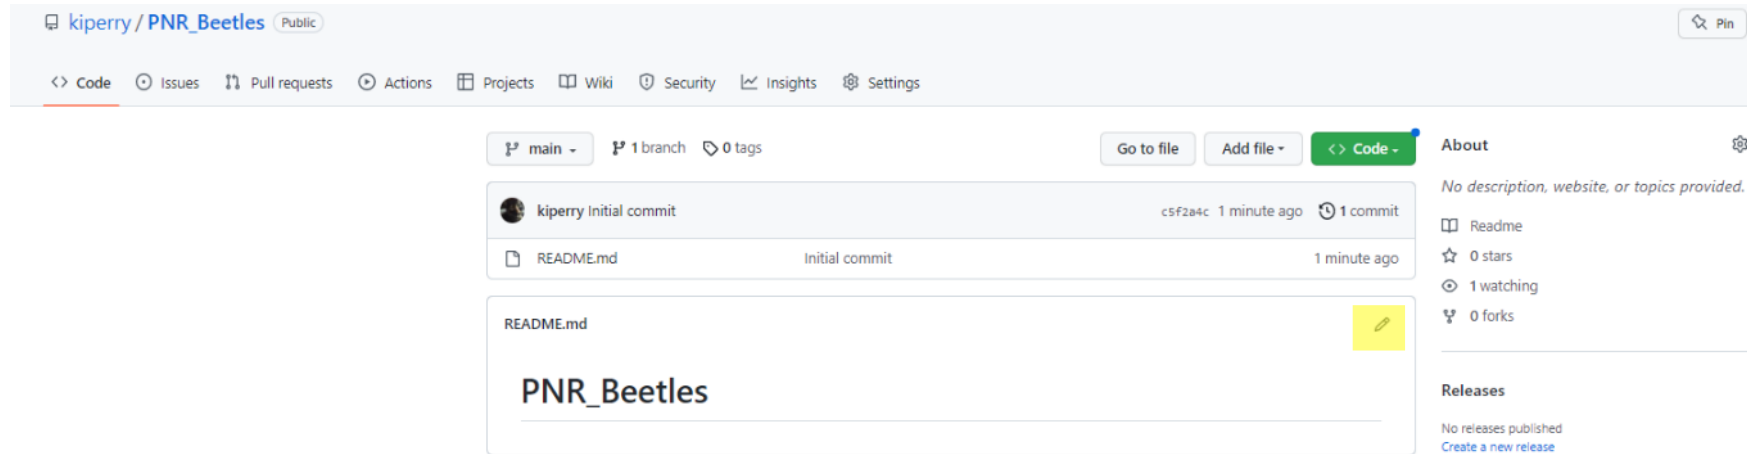 kiperry / PNR_Beetles Public
Pin
Code Issues Pull requests Actions Projects Wiki Security Insights Settings
main 1 branch 0 tags
Go to file Add file Code
kiperry Initial commit c5f2a4c 1 minute ago 1 commit
README.md Initial commit 1 minute ago
README.md
PNR_Beetles
About
No description, website, or topics provided.
Readme
0 stars
1 watching
0 forks
Releases
No releases published
Create a new release